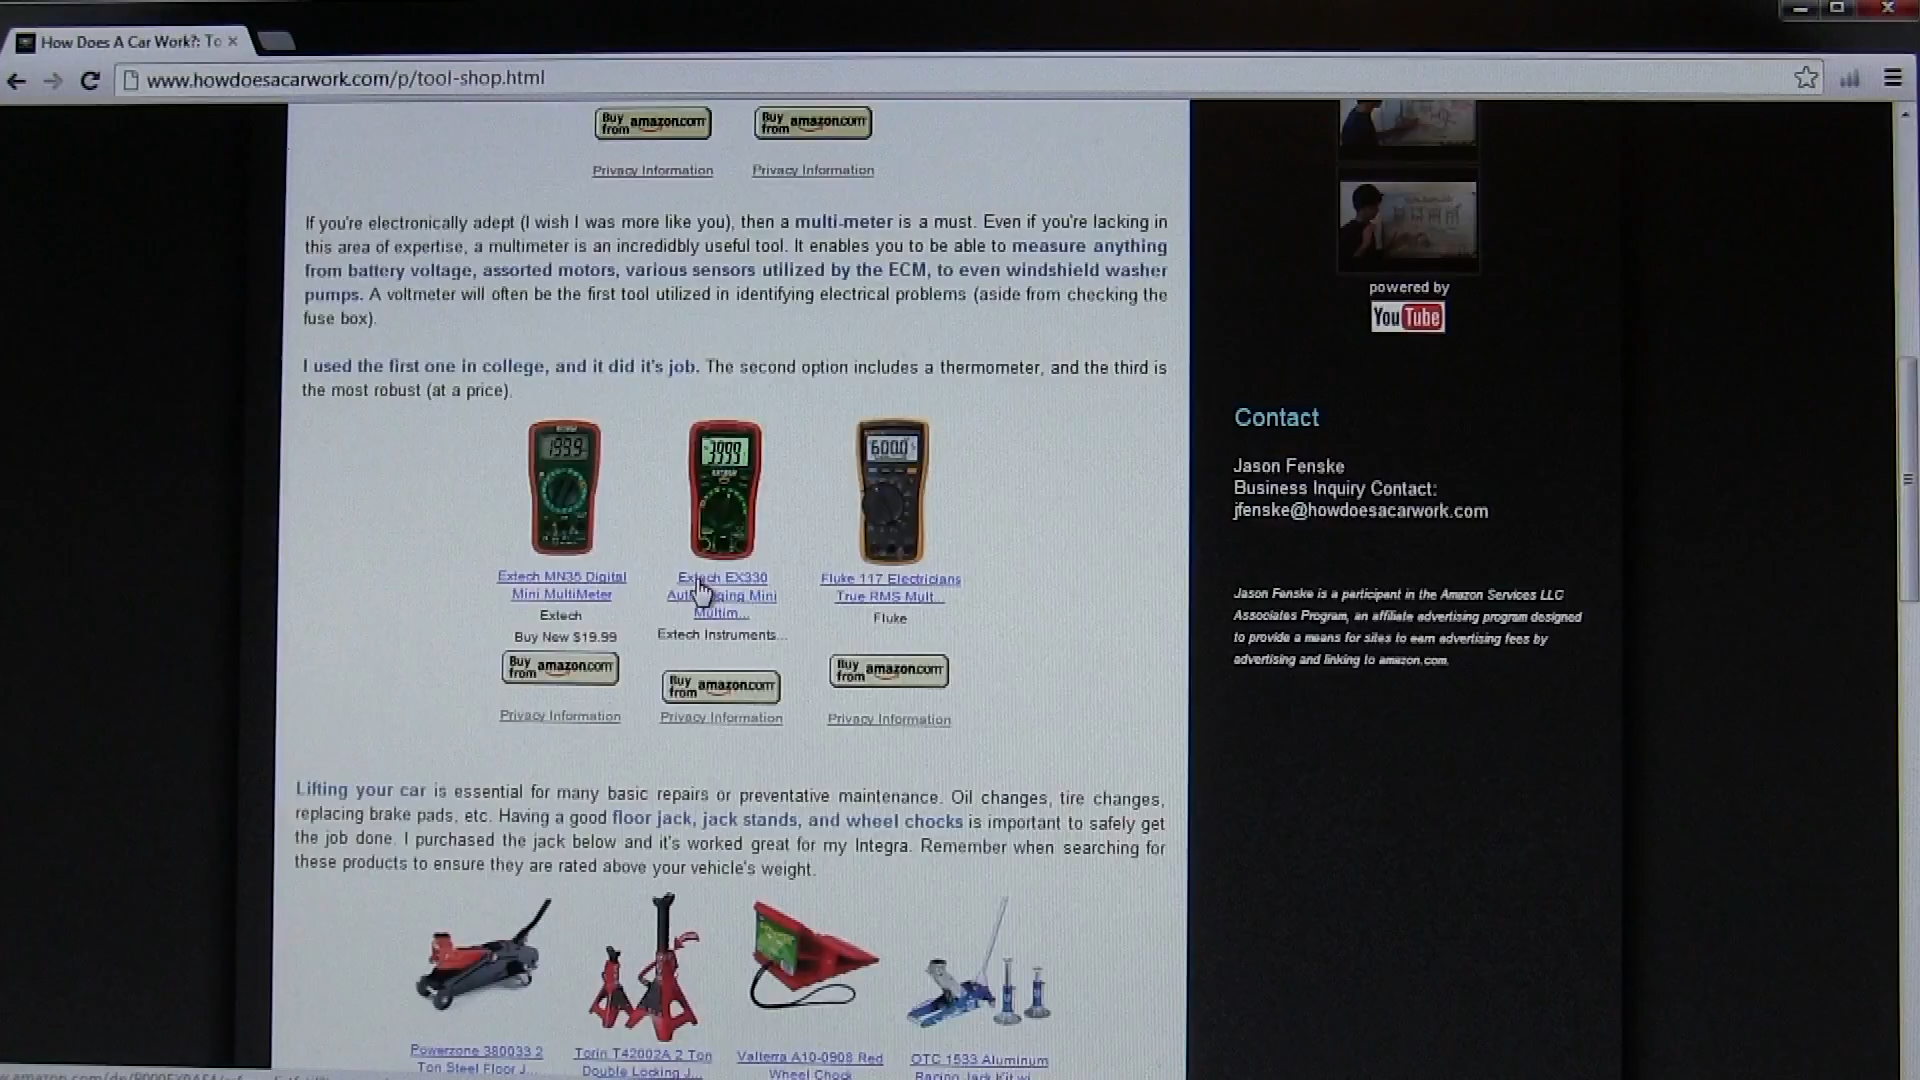 How Does A Car Work?: To
www.howdoesacarwork.com/p/tool-shop.html
Buy from amazon.com
Buy from amazon.com
Privacy Information
Privacy Information
If you're electronically adept (I wish I was more like you), then a multi-meter is a must. Even if you're lacking in
this area of expertise, a multimeter is an incredidbly useful tool. It enables you to be able to measure anything
from battery voltage, assorted motors, various sensors utilized by the ECM, to even windshield washer
pumps. A voltmeter will often be the first tool utilized in identifying electrical problems (aside from checking the
fuse box).
I used the first one in college, and it did it's job. The second option includes a thermometer, and the third is
the most robust (at a price).
1999
3999
EXTECH
600.0
Extech MN35 Digital
Mini MultiMeter
Extech
Buy New $19.99
Buy from amazon.com
Privacy Information
Extech EX330
Multim...
Extech Instruments...
Buy from amazon.com
Privacy Information
Fluke 117 Electricians
True RMS Mult...
Fluke
Buy from amazon.com
Privacy Information
Lifting your car is essential for many basic repairs or preventative maintenance. Oil changes, tire changes,
replacing brake pads, etc. Having a good floor jack, jack stands, and wheel chocks is important to safely get
the job done. I purchased the jack below and it's worked great for my Integra. Remember when searching for
these products to ensure they are rated above your vehicle's weight.
Powerzone 380033 2
Ton Steel Floor J...
Torin T42002A 2 Ton
Double Locking J...
Valterra A10-0908 Red
Wheel Chock
OTC 1533 Aluminum
Racing Jack Kit wi...
powered by
YouTube
Contact
Jason Fenske
Business Inquiry Contact:
jfenske@howdoesacarwork.com
Jason Fenske is a participant in the Amazon Services LLC
Associates Program, an affiliate advertising program designed
to provide a means for sites to earn advertising fees by
advertising and linking to amazon.com.